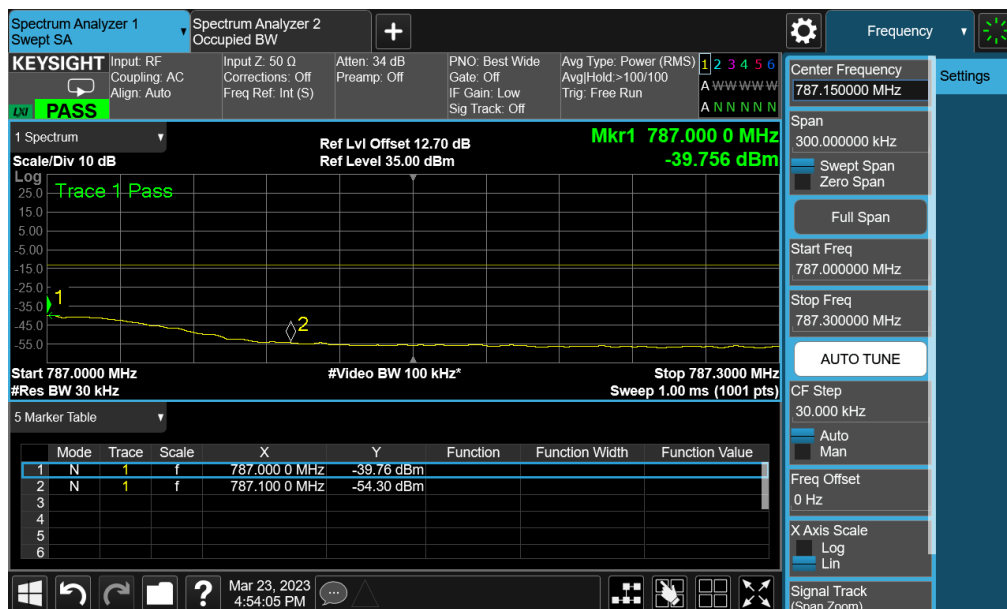 Spectrum Analyzer 1
Swept SA
Spectrum Analyzer 2
Occupied BW
Frequency
KEYSIGHT
LXI PASS
Input: RF
Coupling: AC
Align: Auto
Input Z: 50 Ω
Corrections: Off
Freq Ref: Int (S)
Atten: 34 dB
Preamp: Off
PNO: Best Wide
Gate: Off
IF Gain: Low
Sig Track: Off
Avg Type: Power (RMS)
Avg|Hold:>100/100
Trig: Free Run
1 2 3 4 5 6
A W W W W W
A N N N N N
1 Spectrum
Scale/Div 10 dB
Ref Lvl Offset 12.70 dB
Ref Level 35.00 dBm
Mkr1 787.000 0 MHz
-39.756 dBm
Log
Trace 1 Pass
25.0
15.0
5.00
-5.00
-15.0
-25.0
-35.0
-45.0
-55.0
1
2
Start 787.0000 MHz
#Video BW 100 kHz*
Stop 787.3000 MHz
#Res BW 30 kHz
Sweep 1.00 ms (1001 pts)
5 Marker Table
Mode Trace Scale X Y Function Function Width Function Value
1 N 1 f 787.000 0 MHz -39.76 dBm
2 N 1 f 787.100 0 MHz -54.30 dBm
3
4
5
6
Mar 23, 2023
4:54:05 PM
Center Frequency
787.150000 MHz
Settings
Span
300.000000 kHz
Swept Span
Zero Span
Full Span
Start Freq
787.000000 MHz
Stop Freq
787.300000 MHz
AUTO TUNE
CF Step
30.000 kHz
Auto
Man
Freq Offset
0 Hz
X Axis Scale
Log
Lin
Signal Track
(Span Zoom)